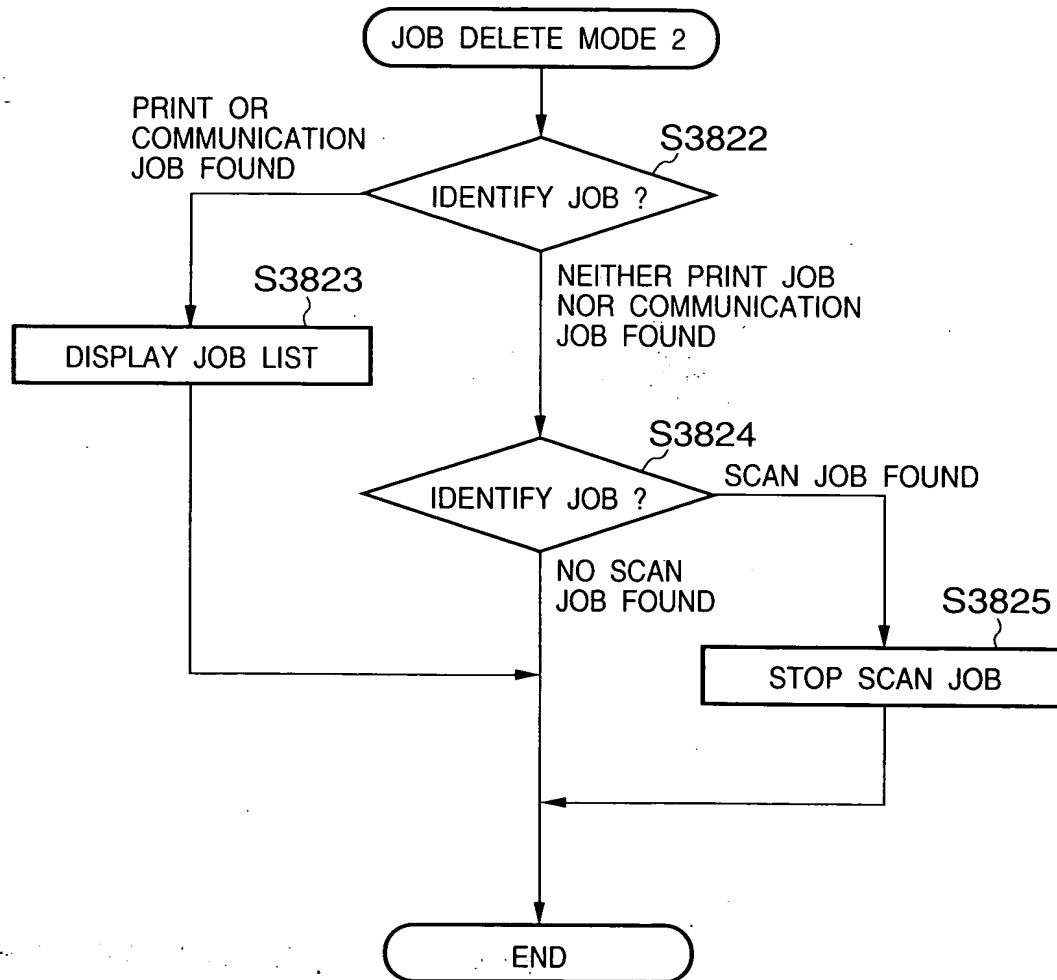 JOB DELETE MODE 2
PRINT OR
COMMUNICATION
JOB FOUND
S3822
IDENTIFY JOB ?
S3823
DISPLAY JOB LIST
NEITHER PRINT JOB
NOR COMMUNICATION
JOB FOUND
S3824
IDENTIFY JOB ?
SCAN JOB FOUND
NO SCAN
JOB FOUND
S3825
STOP SCAN JOB
END